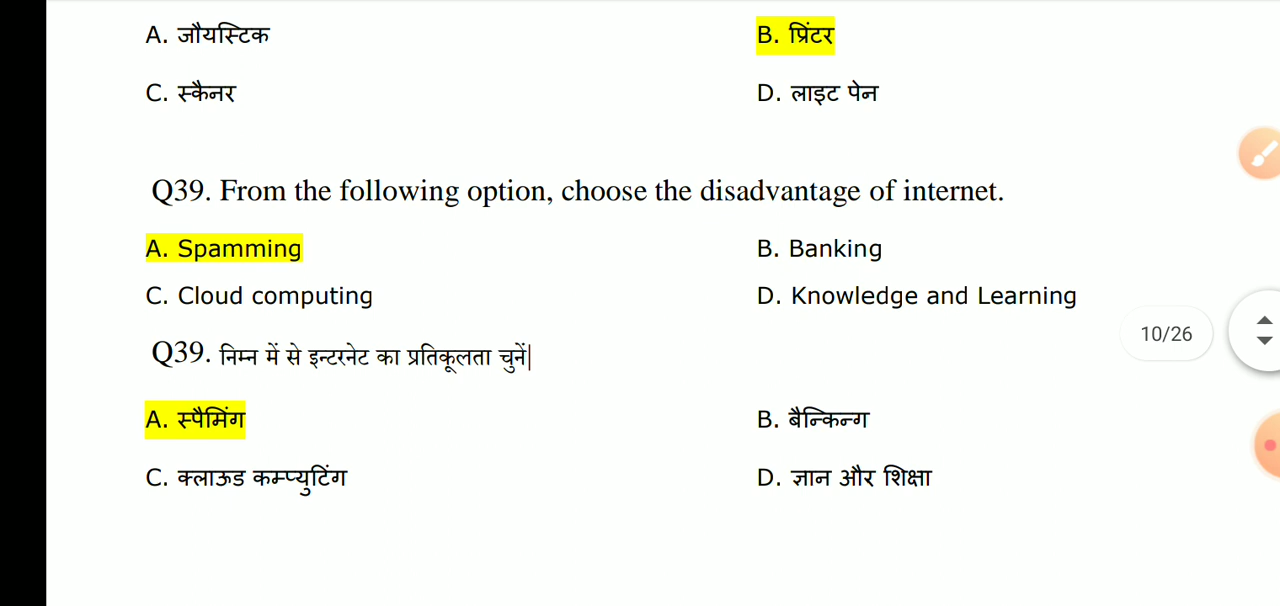 A. जौयस्टिक B. प्रिंटर
C. स्कैनर D. लाइट पेन
Q39. From the following option, choose the disadvantage of internet.
A. Spamming B. Banking
C. Cloud computing D. Knowledge and Learning
10/26
Q39. निम्न में से इन्टरनेट का प्रतिकूलता चुनें|
A. स्पैमिंग B. बैन्किन्ग
C. क्लाऊड कम्प्युटिंग D. ज्ञान और शिक्षा